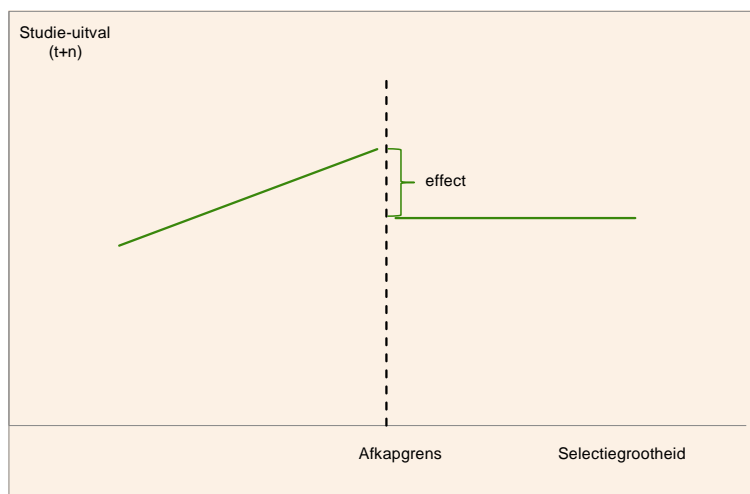 Studie-uitval
(t+n)
effect
Afkapgrens
Selectiegrootheid